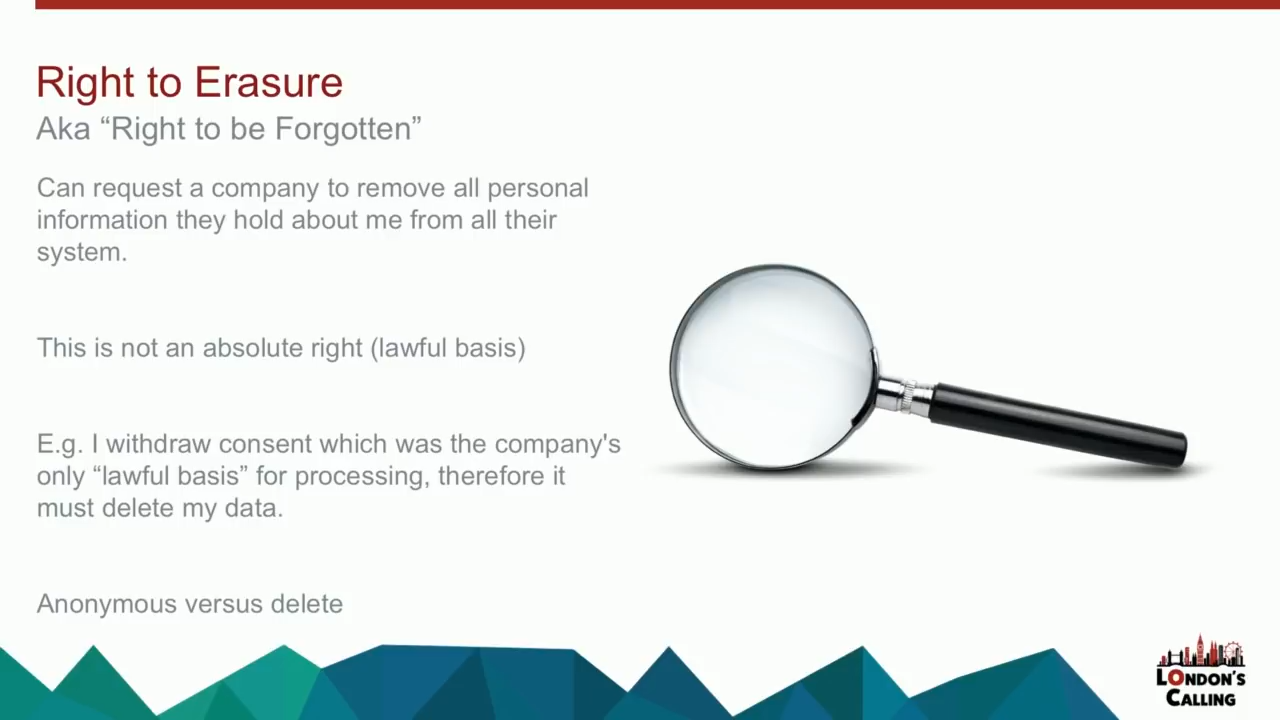 Right to Erasure
Aka “Right to be Forgotten”
Can request a company to remove all personal
information they hold about me from all their
system.
This is not an absolute right (lawful basis)
E.g. I withdraw consent which was the company's
only “lawful basis” for processing, therefore it
must delete my data.
Anonymous versus delete
LONDON'S
CALLING